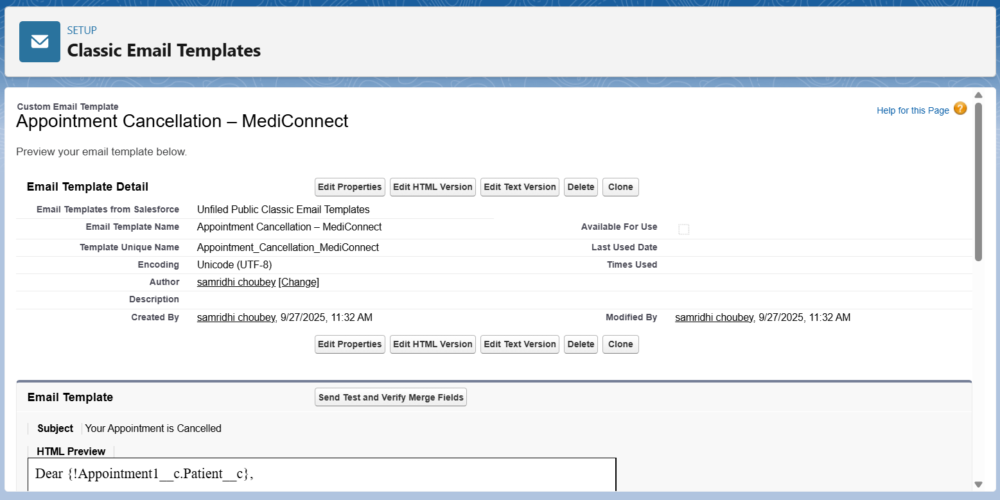 SETUP
Classic Email Templates
Custom Email Template
Appointment Cancellation – MediConnect
Help for this Page ?
Preview your email template below.
Email Template Detail Edit Properties Edit HTML Version Edit Text Version Delete Clone
Email Templates from Salesforce Unfiled Public Classic Email Templates
Email Template Name Appointment Cancellation – MediConnect Available For Use
Template Unique Name Appointment_Cancellation_MediConnect Last Used Date
Encoding Unicode (UTF-8) Times Used
Author samridhi choubey [Change]
Description
Created By samridhi choubey, 9/27/2025, 11:32 AM Modified By samridhi choubey, 9/27/2025, 11:32 AM
Edit Properties Edit HTML Version Edit Text Version Delete Clone
Email Template Send Test and Verify Merge Fields
Subject Your Appointment is Cancelled
HTML Preview
Dear {!Appointment1__c.Patient__c},